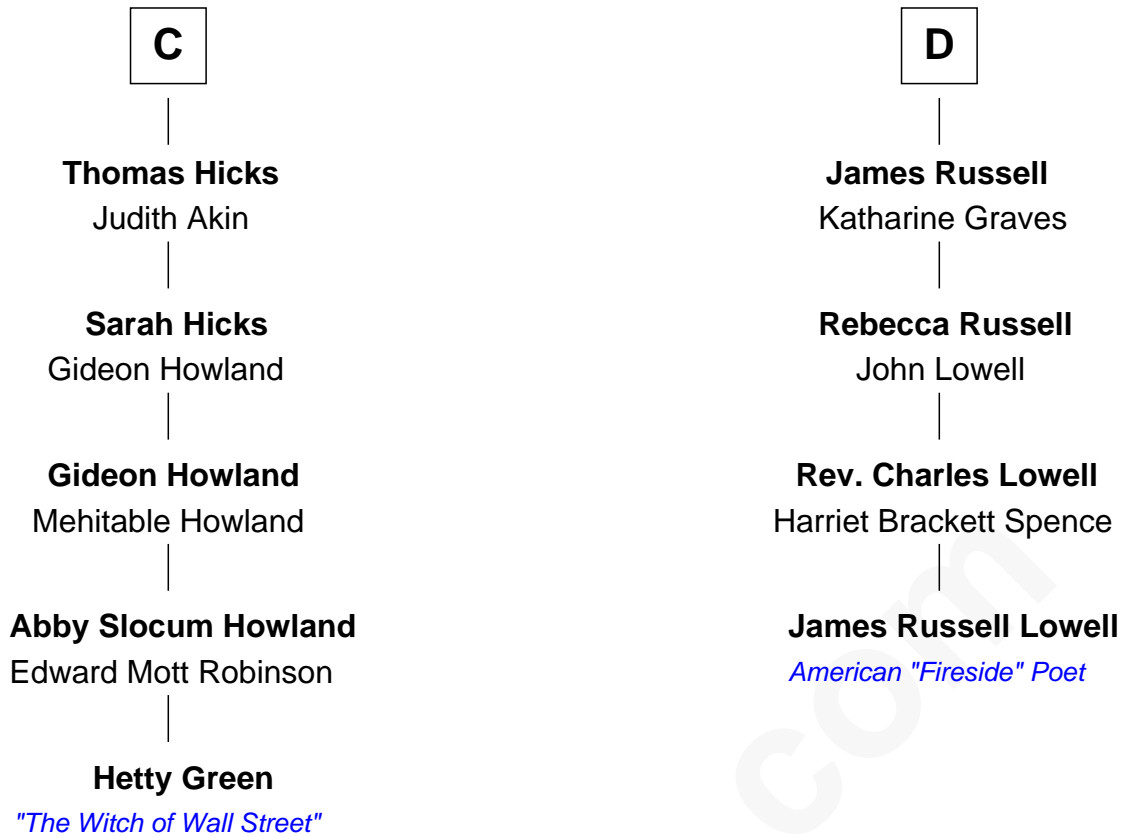 C
Thomas Hicks
Judith Akin
Sarah Hicks
Gideon Howland
Gideon Howland
Mehitable Howland
Abby Slocum Howland
Edward Mott Robinson
Hetty Green
"The Witch of Wall Street"
D
James Russell
Katharine Graves
Rebecca Russell
John Lowell
Rev. Charles Lowell
Harriet Brackett Spence
James Russell Lowell
American "Fireside" Poet
com